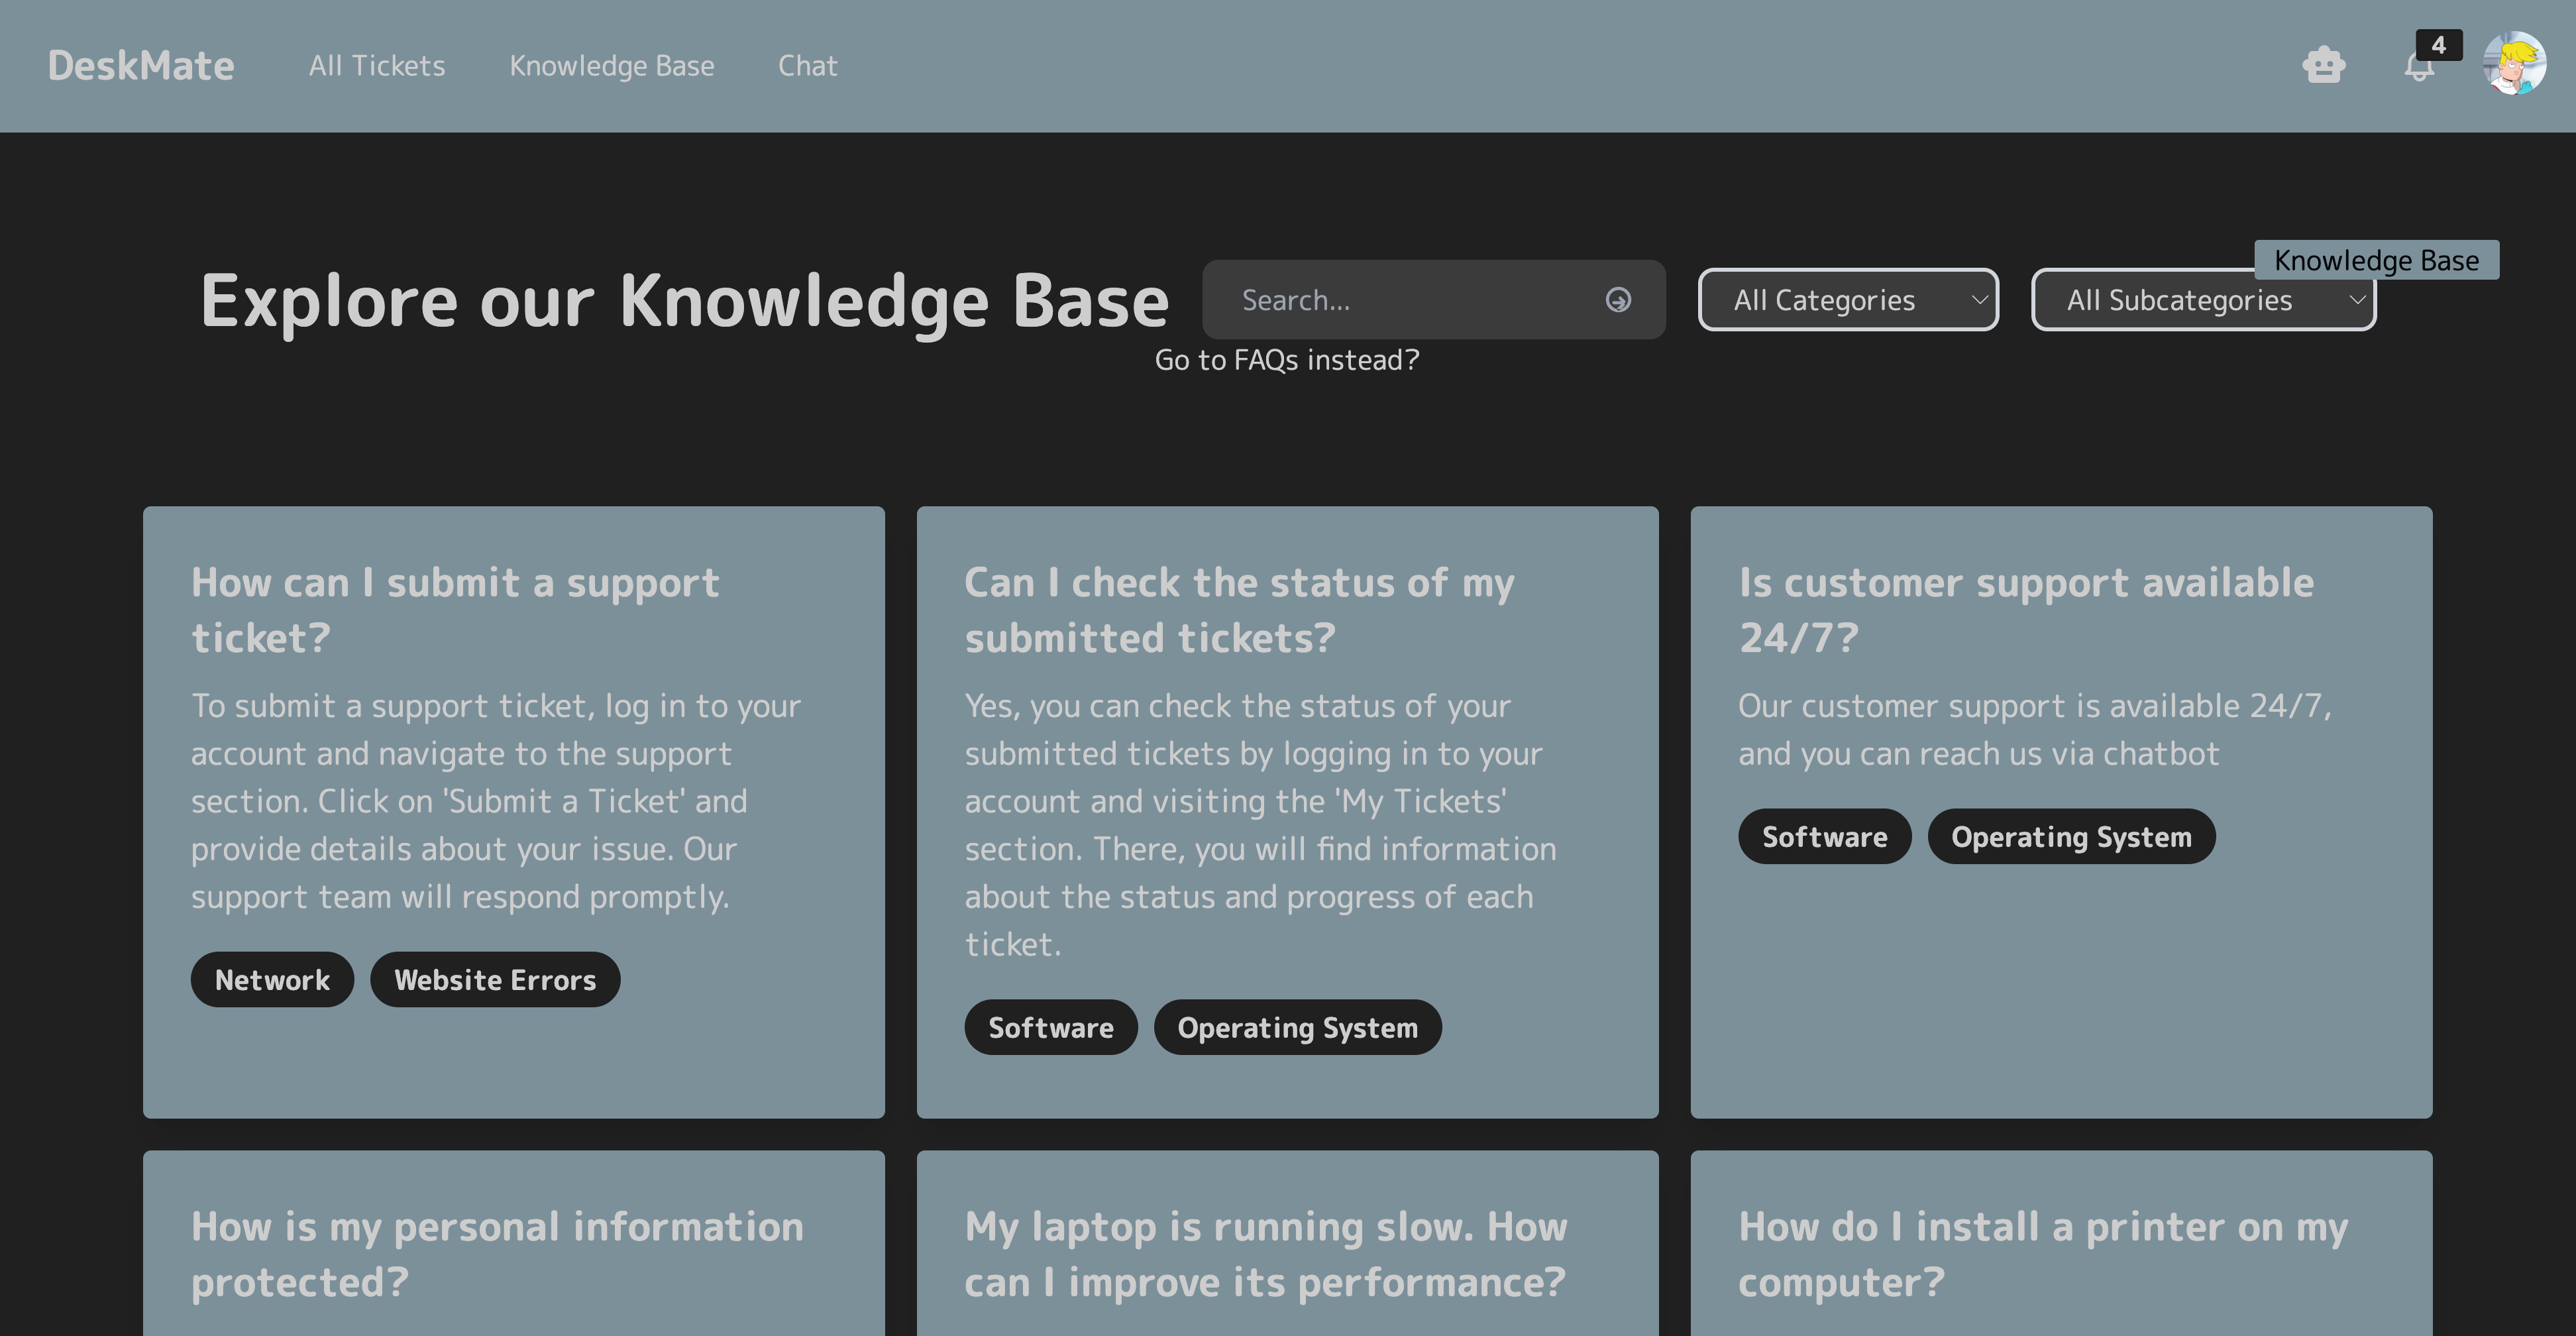 DeskMate
All Tickets
Knowledge Base
Chat
4
Knowledge Base
Explore our Knowledge Base
Search...
All Categories
All Subcategories
Go to FAQs instead?
How can I submit a support
ticket?
To submit a support ticket, log in to your
account and navigate to the support
section. Click on 'Submit a Ticket' and
provide details about your issue. Our
support team will respond promptly.
Network
Website Errors
Can I check the status of my
submitted tickets?
Yes, you can check the status of your
submitted tickets by logging in to your
account and visiting the 'My Tickets'
section. There, you will find information
about the status and progress of each
ticket.
Software
Operating System
Is customer support available
24/7?
Our customer support is available 24/7,
and you can reach us via chatbot
Software
Operating System
How is my personal information
protected?
My laptop is running slow. How
can I improve its performance?
How do I install a printer on my
computer?